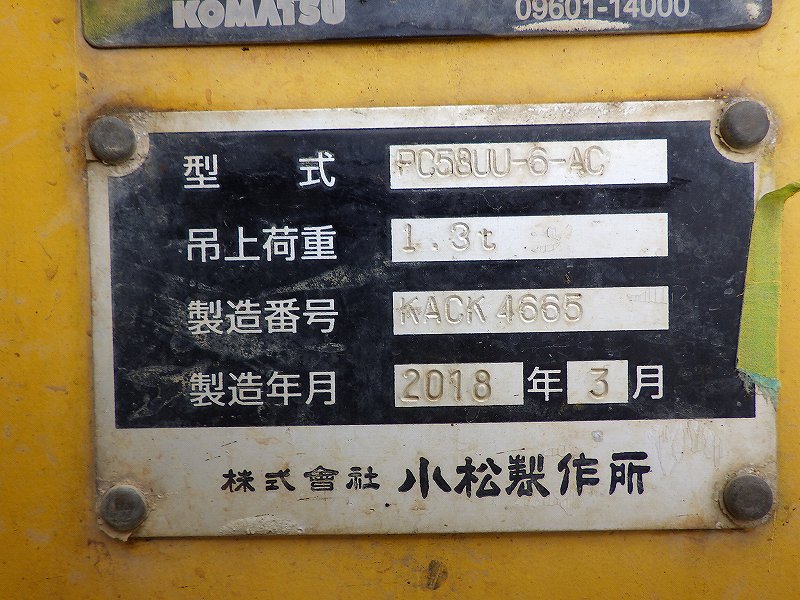 KOMATSU 09601-14000
型 式 PC58UU-6-AC
吊上荷重 1.3t
製造番号 KACK 4665
製造年月 2018 年 3 月
株式會社 小松製作所